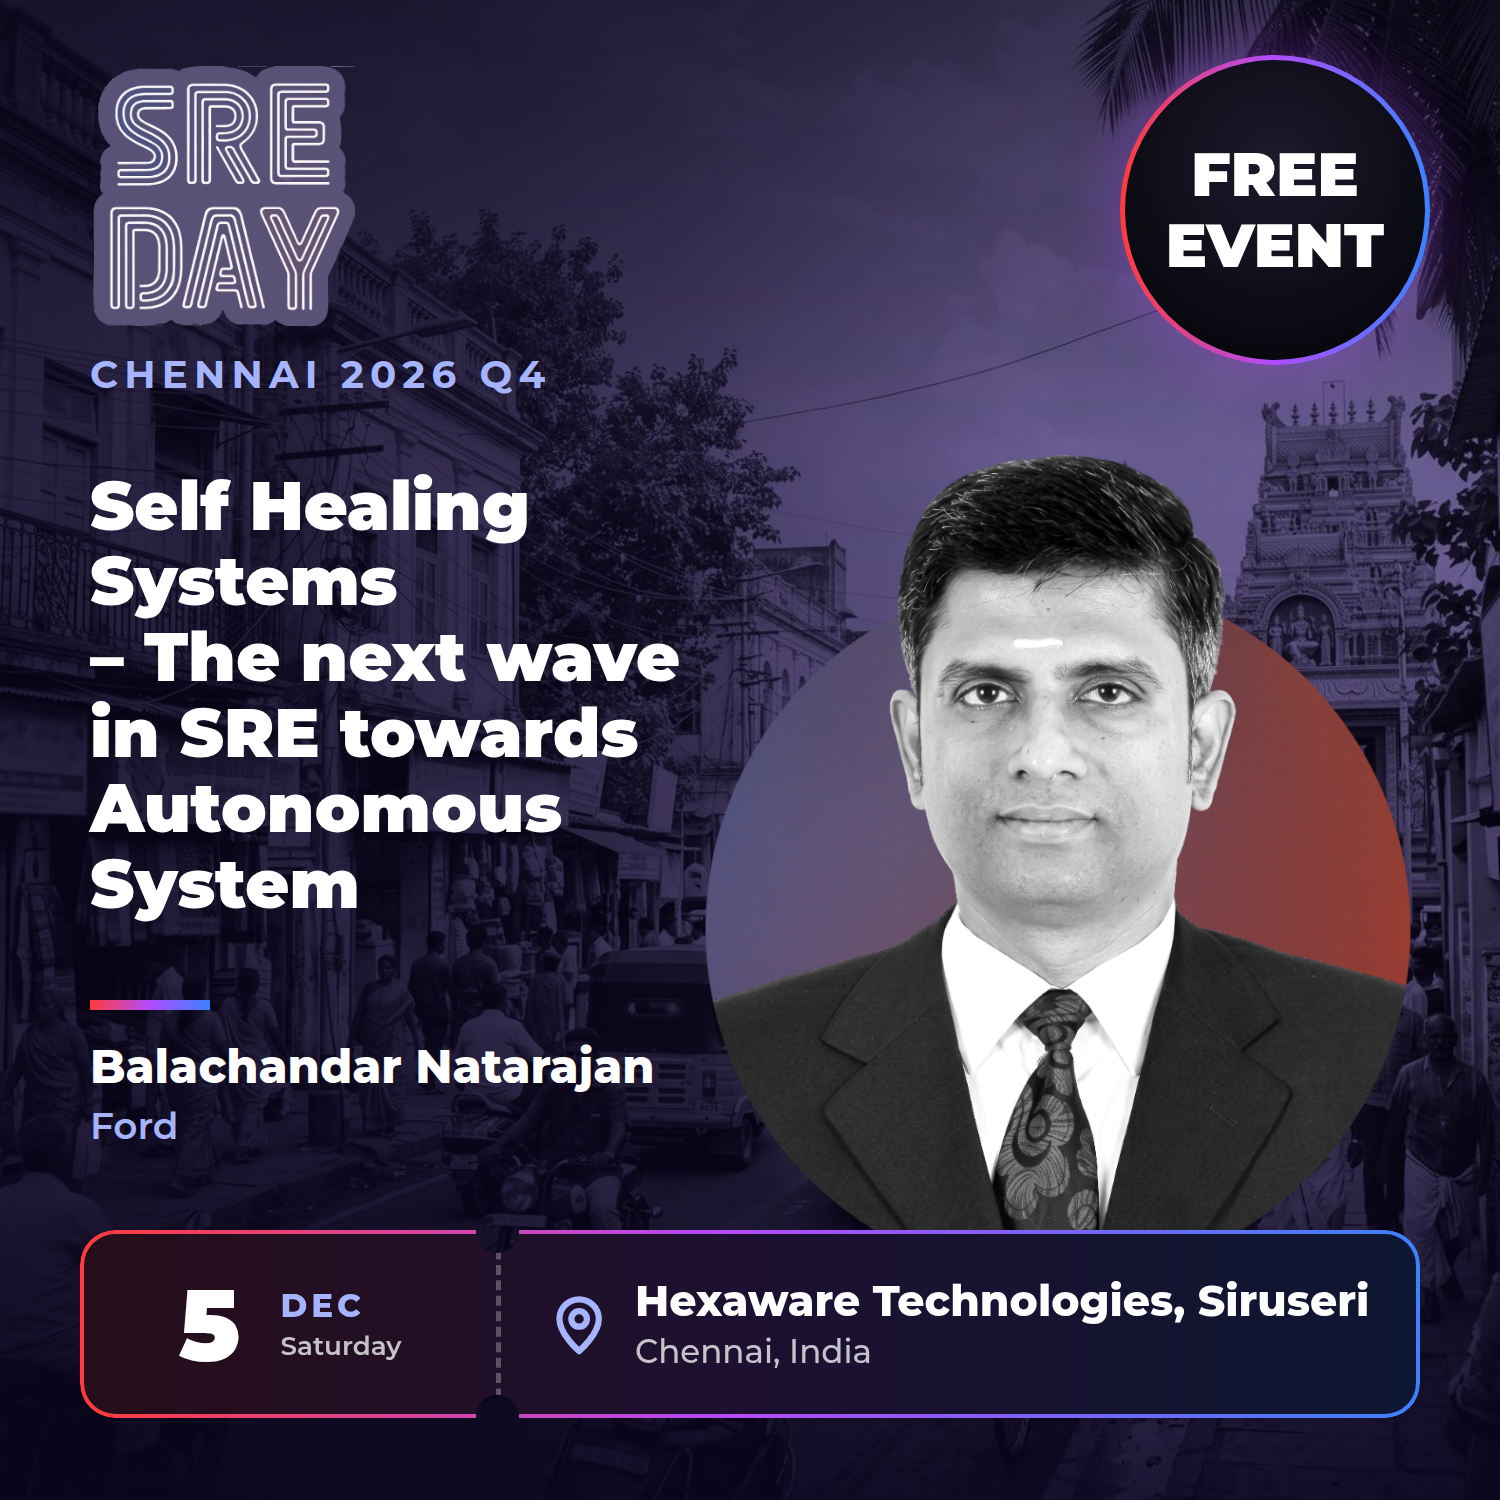 SRE
DAY
FREE
EVENT
CHENNAI 2026 Q4
Self Healing
Systems
– The next wave
in SRE towards
Autonomous
System
Balachandar Natarajan
Ford
5
DEC
Saturday
Hexaware Technologies, Siruseri
Chennai, India